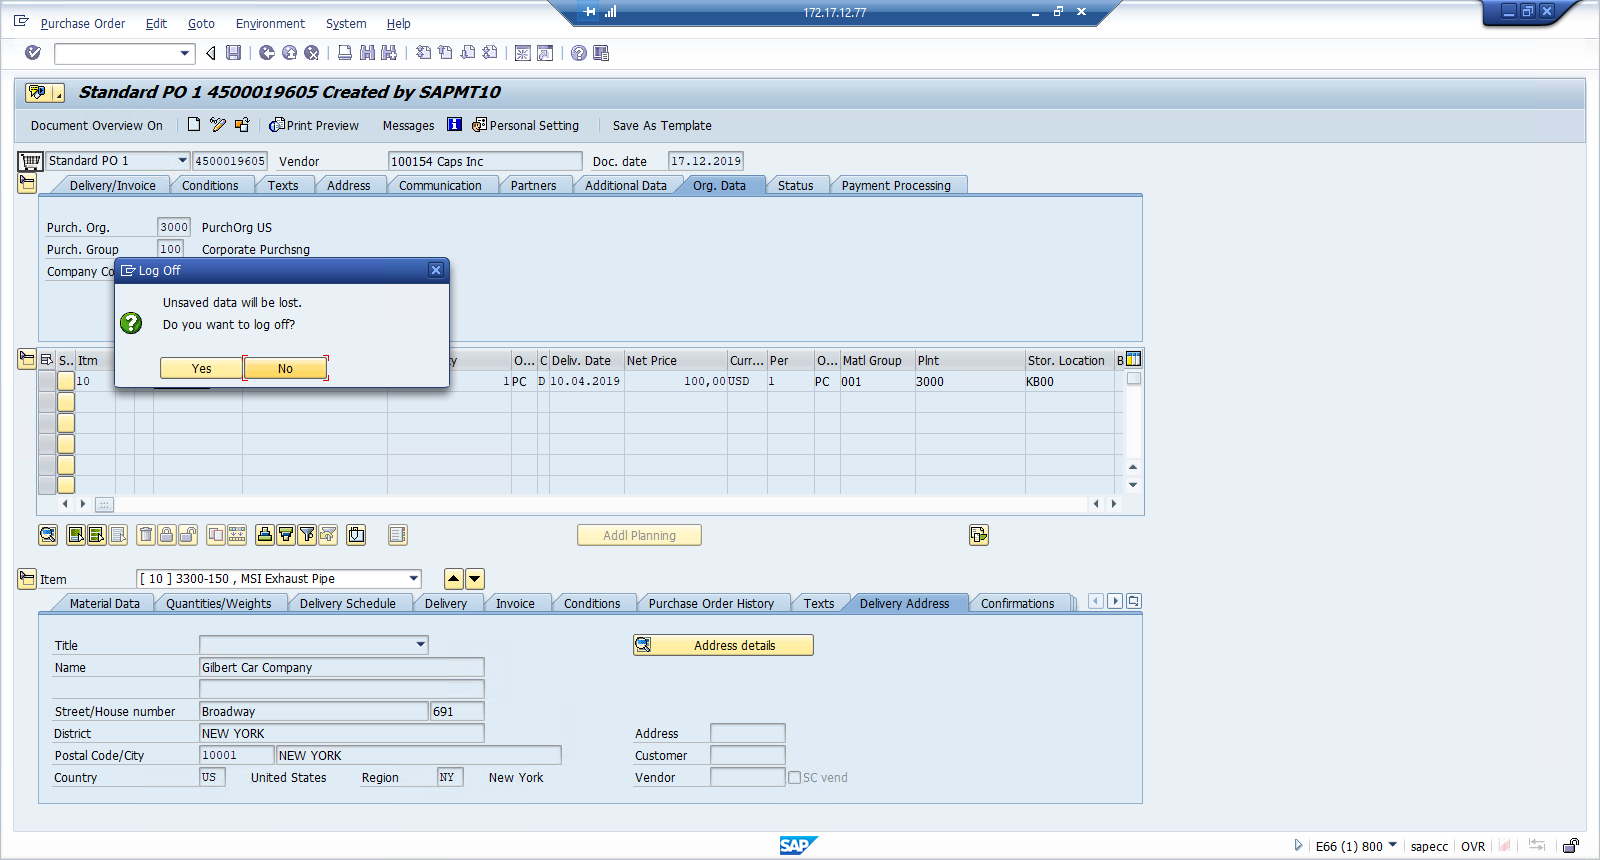 172.17.12.77
Purchase Order Edit Goto Environment System Help
Standard PO 1 4500019605 Created by SAPMT10
Document Overview On Print Preview Messages Personal Setting Save As Template
Standard PO 1 4500019605 Vendor 100154 Caps Inc Doc. date 17.12.2019
Delivery/Invoice Conditions Texts Address Communication Partners Additional Data Org. Data Status Payment Processing
Purch. Org. 3000 PurchOrg US
Purch. Group 100 Corporate Purchsng
Company Co
Log Off
Unsaved data will be lost.
Do you want to log off?
Yes No
S.. Itm y O... C Deliv. Date Net Price Curr... Per O... Matl Group Plnt Stor. Location B
10 1 PC D 10.04.2019 100,00 USD 1 PC 001 3000 KB00
Addl Planning
Item [ 10 ] 3300-150 , MSI Exhaust Pipe
Material Data Quantities/Weights Delivery Schedule Delivery Invoice Conditions Purchase Order History Texts Delivery Address Confirmations
Title Address details
Name Gilbert Car Company
Street/House number Broadway 691
District NEW YORK Address
Postal Code/City 10001 NEW YORK Customer
Country US United States Region NY New York Vendor SC vend
SAP E66 (1) 800 sapecc OVR